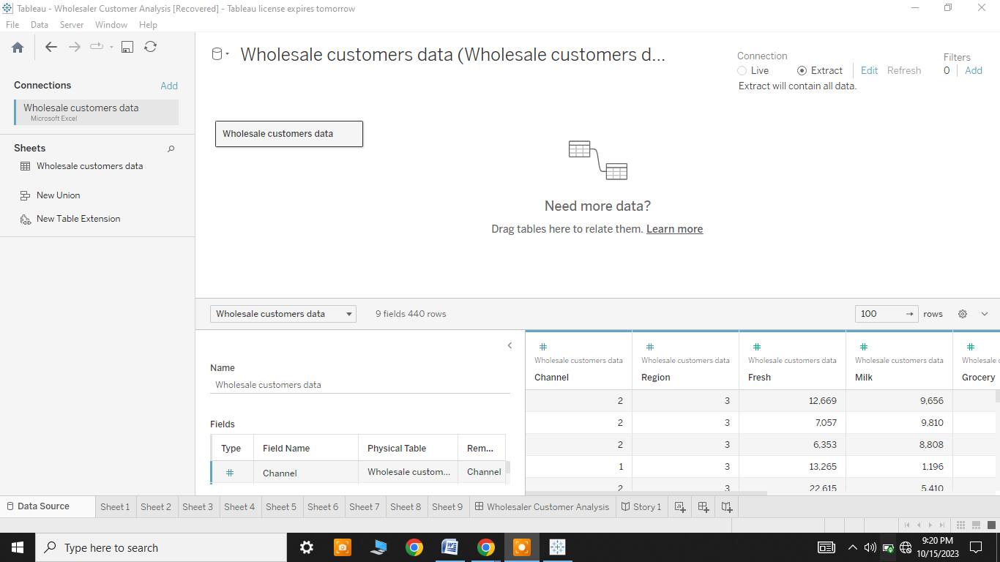 Tableau - Wholesaler Customer Analysis [Recovered] - Tableau license expires tomorrow
File Data Server Window Help
Wholesale customers data (Wholesale customers d...
Connection
Live Extract Edit Refresh
Extract will contain all data.
Filters
0 Add
Connections Add
Wholesale customers data
Microsoft Excel
Sheets
Wholesale customers data
New Union
New Table Extension
Wholesale customers data
Need more data?
Drag tables here to relate them. Learn more
Wholesale customers data 9 fields 440 rows 100 rows
Name
Wholesale customers data
Fields
Type Field Name Physical Table Rem...
# Channel Wholesale custom... Channel
# # # # #
Wholesale customers data Wholesale customers data Wholesale customers data Wholesale customers data Wholesale c
Channel Region Fresh Milk Grocery
2 3 12,669 9,656
2 3 7,057 9,810
2 3 6,353 8,808
1 3 13,265 1,196
2 3 22,615 5,410
Data Source Sheet 1 Sheet 2 Sheet 3 Sheet 4 Sheet 5 Sheet 6 Sheet 7 Sheet 8 Sheet 9 Wholesaler Customer Analysis Story 1
Type here to search
9:20 PM
10/15/2023